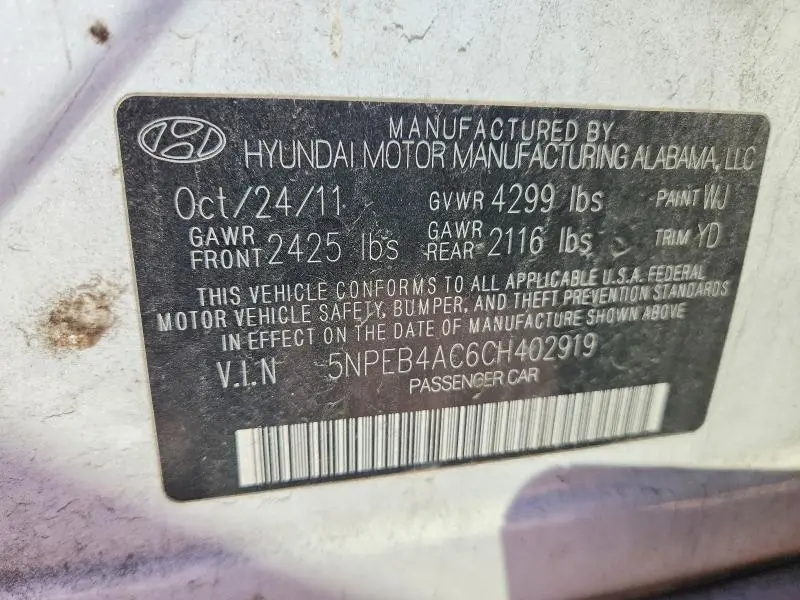 MANUFACTURED BY
HYUNDAI MOTOR MANUFACTURING ALABAMA, LLC
Oct/24/11 GVWR 4299 lbs PAINT WJ
GAWR FRONT 2425 lbs GAWR REAR 2116 lbs TRIM YD
THIS VEHICLE CONFORMS TO ALL APPLICABLE U.S.A. FEDERAL
MOTOR VEHICLE SAFETY, BUMPER, AND THEFT PREVENTION STANDARDS
IN EFFECT ON THE DATE OF MANUFACTURE SHOWN ABOVE
V.I.N 5NPEB4AC6CH402919
PASSENGER CAR